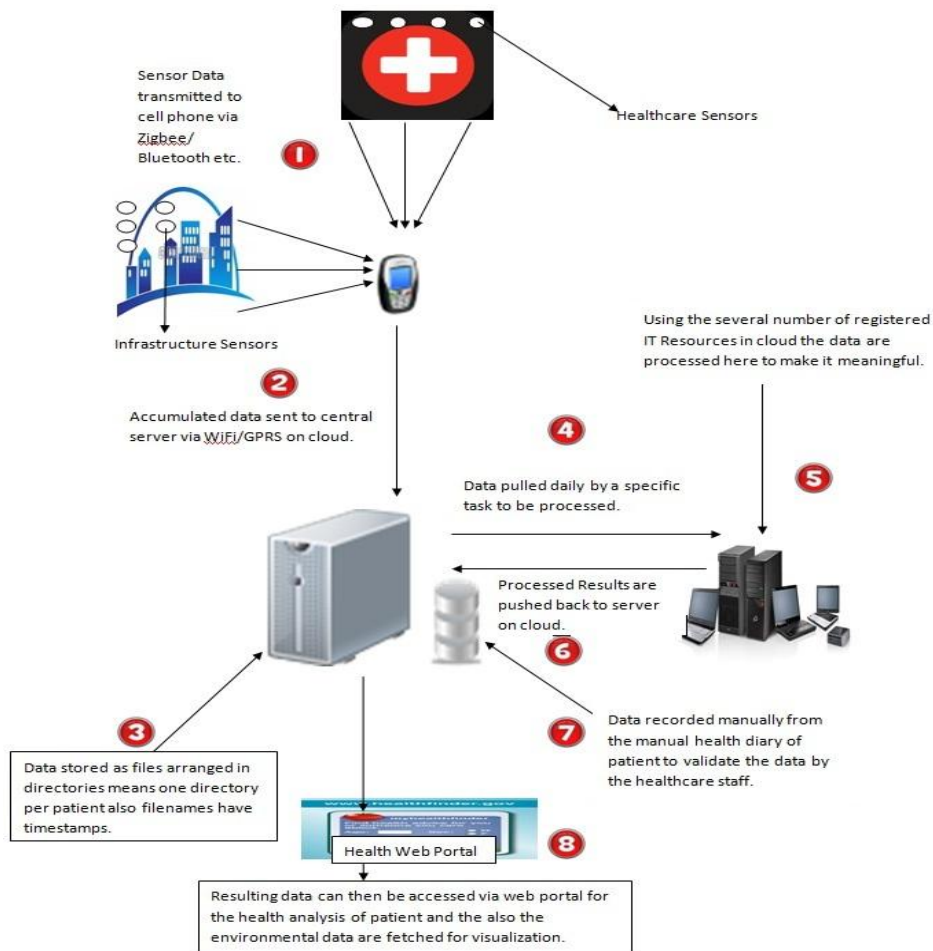 Sensor Data
transmitted to
cell phone via
Zigbee/
Bluetooth etc.
1
Healthcare Sensors
Infrastructure Sensors
2
Accumulated data sent to central
server via WiFi/GPRS on cloud.
Using the several number of registered
IT Resources in cloud the data are
processed here to make it meaningful.
4
Data pulled daily by a specific
task to be processed.
5
Processed Results are
pushed back to server
on cloud.
6
3
Data stored as files arranged in
directories means one directory
per patient also filenames have
timestamps.
7
Data recorded manually from
the manual health diary of
patient to validate the data by
the healthcare staff.
www.healthfinder.gov
myhealthfinder
Health Web Portal
8
Resulting data can then be accessed via web portal for
the health analysis of patient and the also the
environmental data are fetched for visualization.